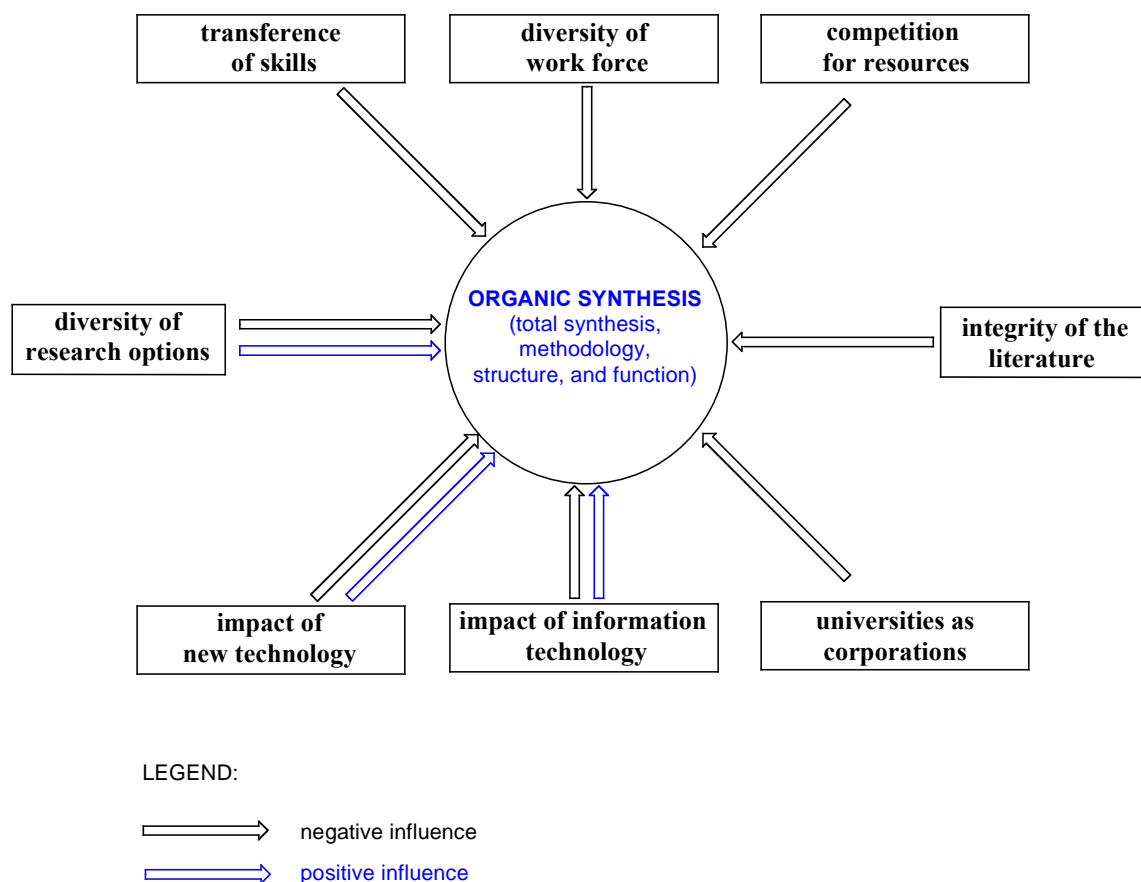 transference
of skills
diversity of
work force
competition
for resources
ORGANIC SYNTHESIS
(total synthesis,
methodology,
structure, and function)
diversity of
research options
integrity of the
literature
impact of
new technology
impact of information
technology
universities as
corporations
LEGEND:
negative influence
positive influence